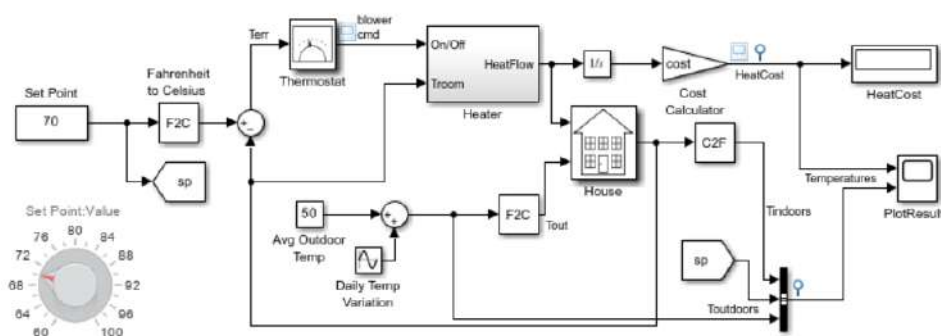 blower
cmd
Terr
Thermostat
On/Off
HeatFlow
Troom
Heater
1/s
cost
Cost
Calculator
HeatCost
HeatCost
Set Point
70
Fahrenheit
to Celsius
F2C
+
−
sp
House
C2F
Temperatures
PlotResults
Tindoors
Set Point:Value
60
64
68
72
76
80
84
88
92
96
100
50
Avg Outdoor
Temp
+
+
Daily Temp
Variation
F2C
Tout
sp
Toutdoors